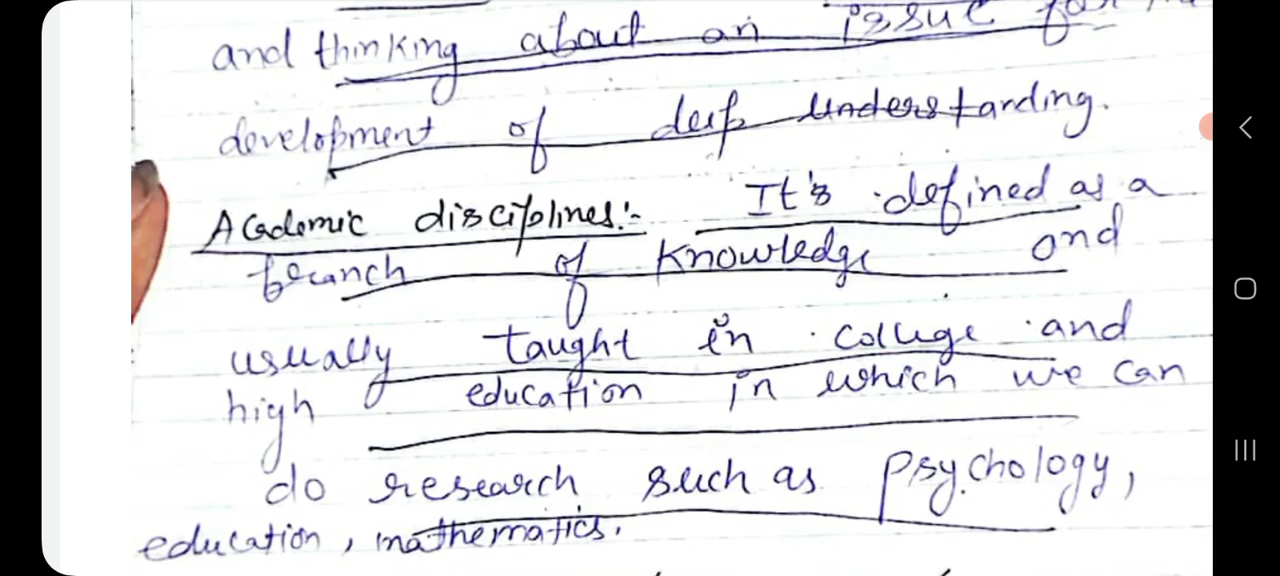 and thinking about an issue for
development of deep understanding.
Academic disciplines:- It's defined as a
branch of knowledge and
usually taught in college and
high education in which we can
do research such as Psychology,
education, mathematics.